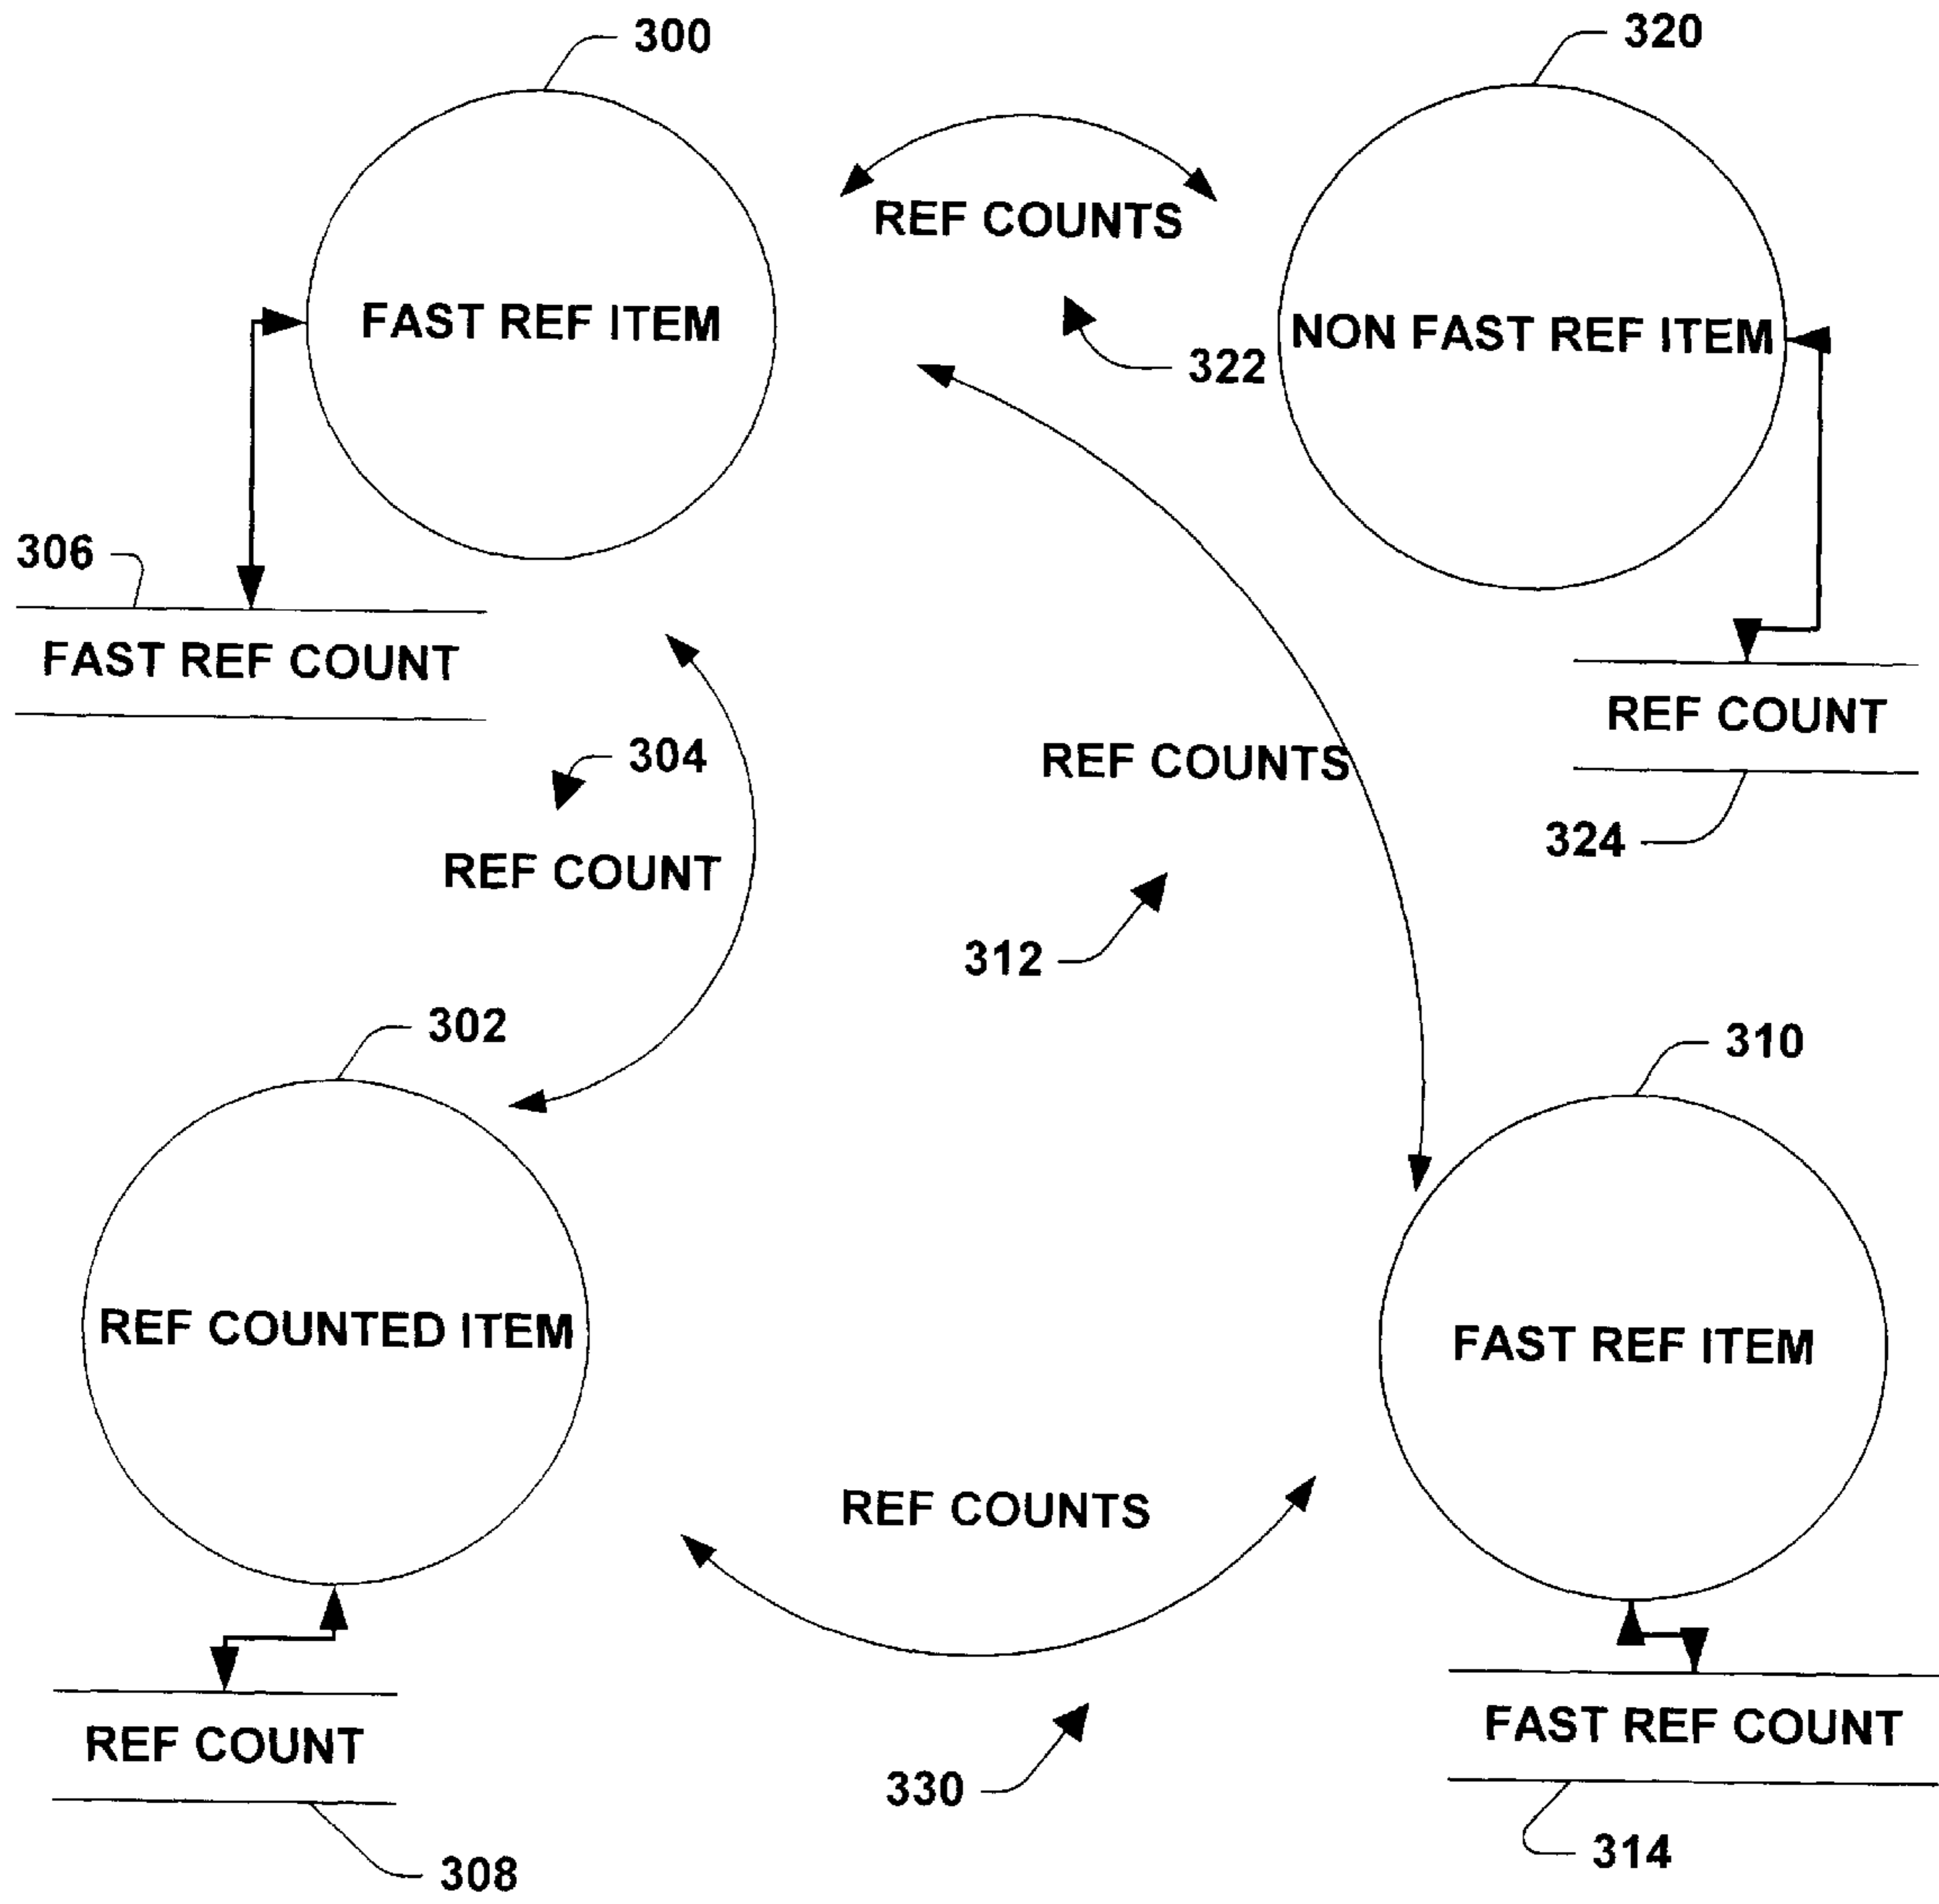 300
320
REF COUNTS
FAST REF ITEM
NON FAST REF ITEM
322
306
FAST REF COUNT
REF COUNT
304
REF COUNTS
324
REF COUNT
312
302
310
REF COUNTED ITEM
FAST REF ITEM
REF COUNTS
REF COUNT
FAST REF COUNT
330
314
308